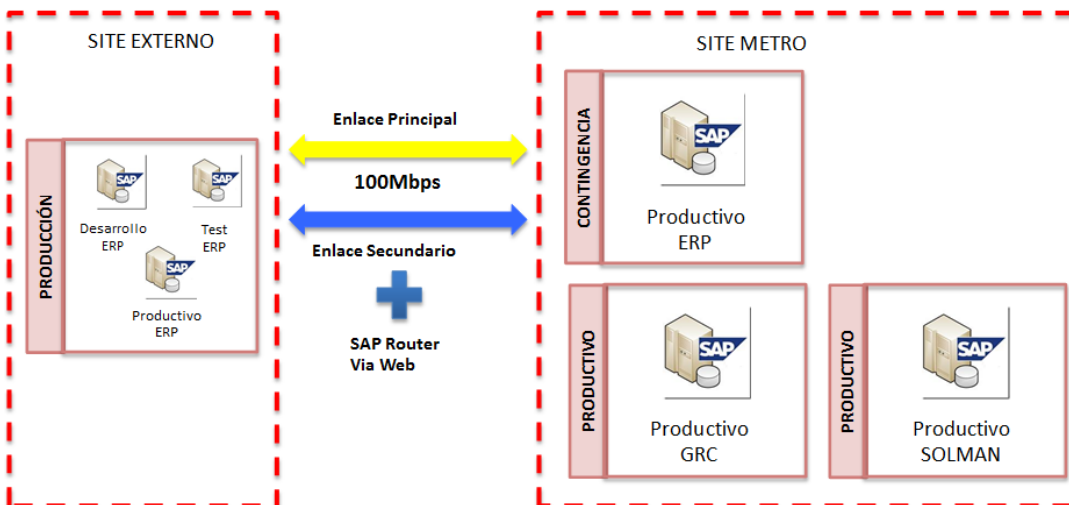 SITE EXTERNO
PRODUCCIÓN
SAP
Desarrollo
ERP
SAP
Test
ERP
SAP
Productivo
ERP
Enlace Principal
100Mbps
Enlace Secundario
SAP Router
Via Web
SITE METRO
CONTINGENCIA
SAP
Productivo
ERP
PRODUCTIVO
SAP
Productivo
GRC
PRODUCTIVO
SAP
Productivo
SOLMAN